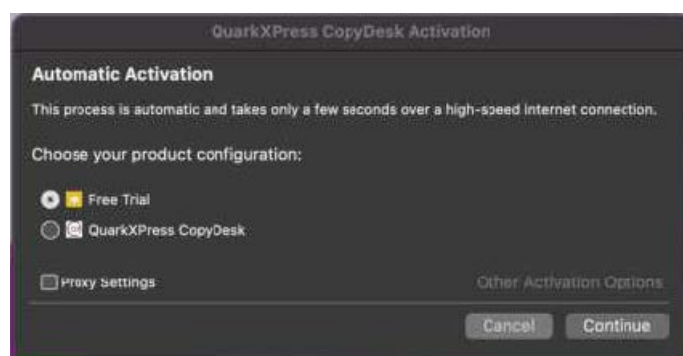 QuarkXPress CopyDesk Activation
Automatic Activation
This process is automatic and takes only a few seconds over a high-speed internet connection.
Choose your product configuration:
Free Trial
QuarkXPress CopyDesk
Proxy Settings
Other Activation Options
Cancel
Continue